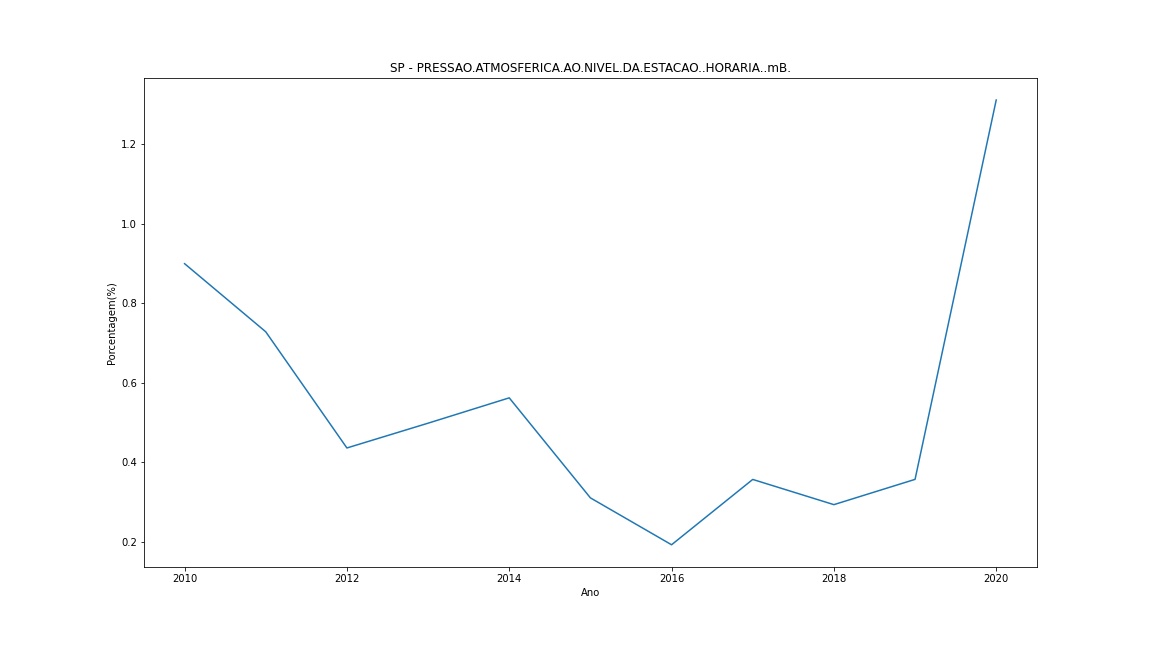 SP - PRESSAO.ATMOSFERICA.AO.NIVEL.DA.ESTACAO..HORARIA..mB.
Porcentagem(%)
1.2
1.0
0.8
0.6
0.4
0.2
2010 2012 2014 2016 2018 2020
Ano